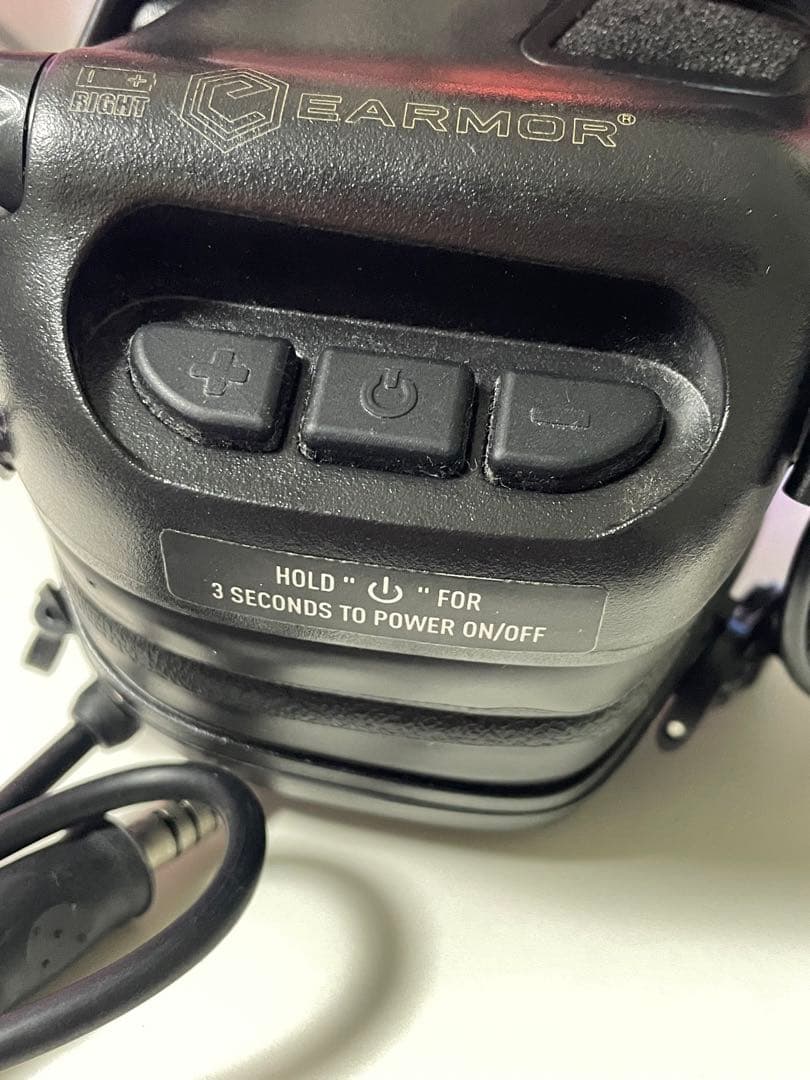 RIGHT
EARMOR®
HOLD "⏻" FOR
3 SECONDS TO POWER ON/OFF